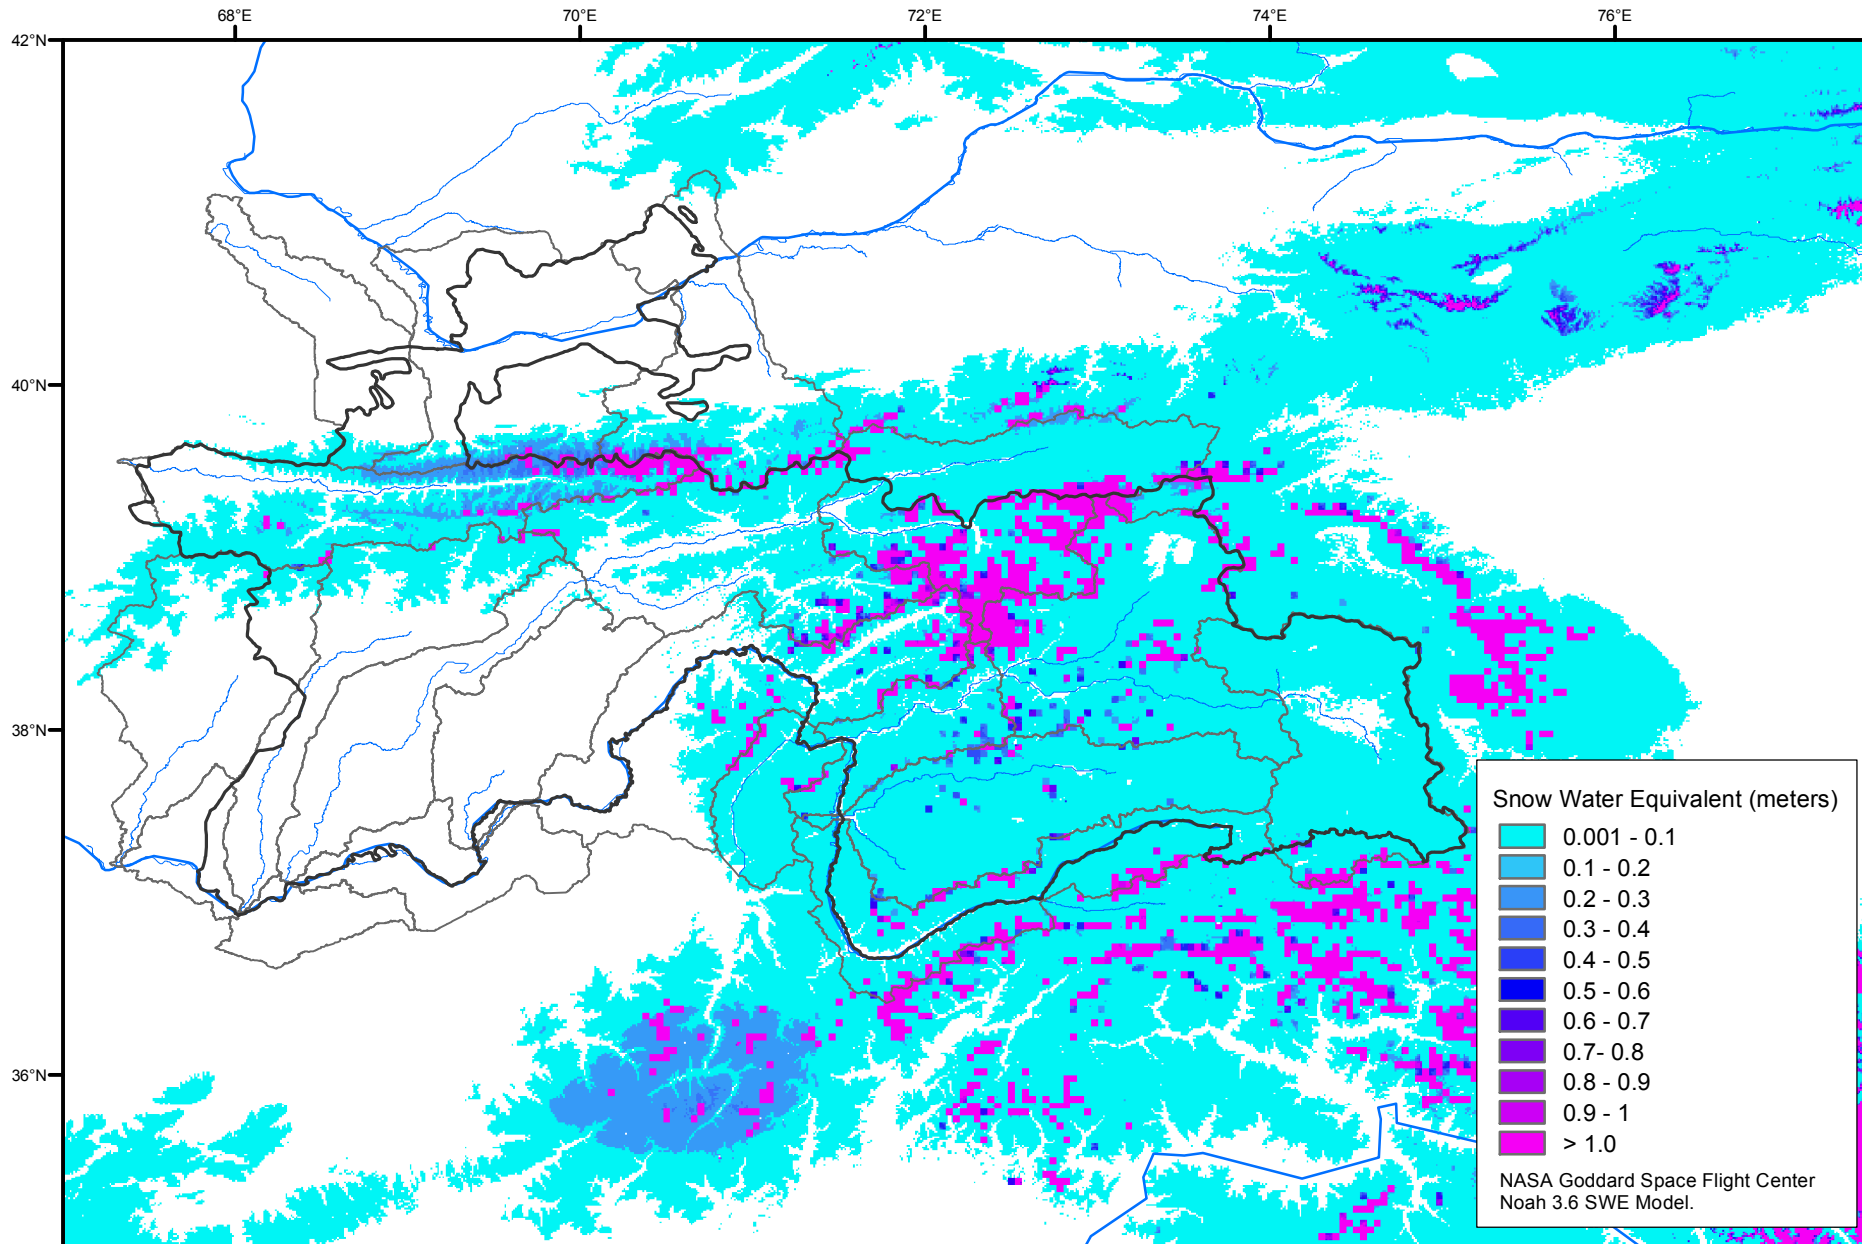 68°E
70°E
72°E
74°E
76°E
42°N
40°N
38°N
36°N
Snow Water Equivalent (meters)
0.001 - 0.1
0.1 - 0.2
0.2 - 0.3
0.3 - 0.4
0.4 - 0.5
0.5 - 0.6
0.6 - 0.7
0.7- 0.8
0.8 - 0.9
0.9 - 1
> 1.0
NASA Goddard Space Flight Center
Noah 3.6 SWE Model.